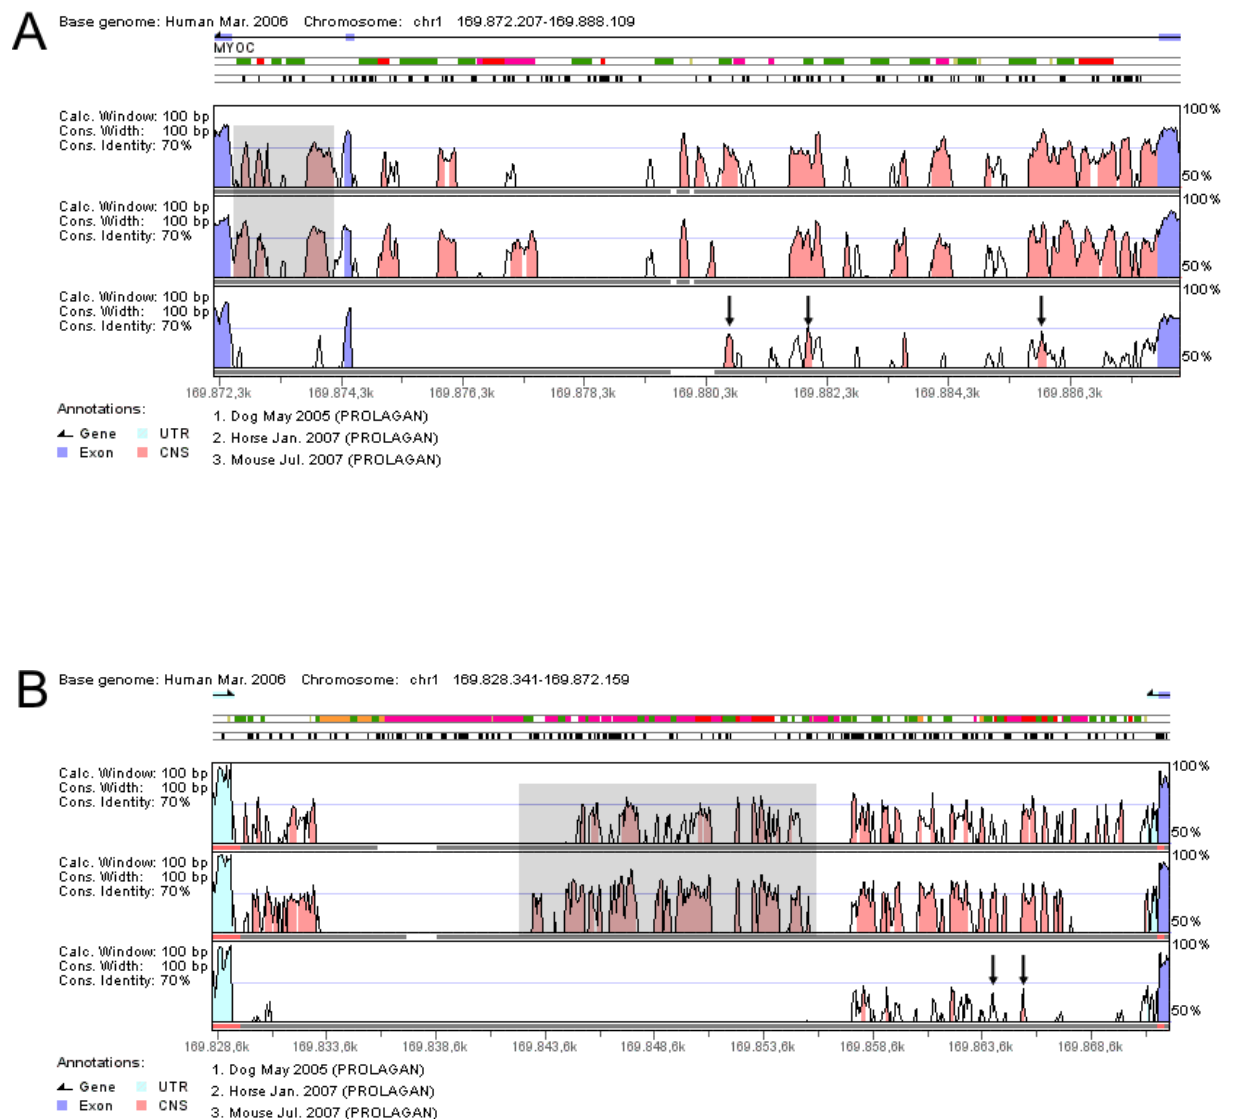 A
Base genome: Human Mar. 2006 Chromosome: chr1 169.872.207-169.888.109
MYOC
Calc. Window: 100 bp
Cons. Width: 100 bp
Cons. Identity: 70%
100%
50%
Calc. Window: 100 bp
Cons. Width: 100 bp
Cons. Identity: 70%
100%
50%
Calc. Window: 100 bp
Cons. Width: 100 bp
Cons. Identity: 70%
100%
50%
169.872,3k 169.874,3k 169.876,3k 169.878,3k 169.880,3k 169.882,3k 169.884,3k 169.886,3k
Annotations:
Gene UTR
Exon CNS
1. Dog May 2005 (PROLAGAN)
2. Horse Jan. 2007 (PROLAGAN)
3. Mouse Jul. 2007 (PROLAGAN)
B
Base genome: Human Mar. 2006 Chromosome: chr1 169.828.341-169.872.159
Calc. Window: 100 bp
Cons. Width: 100 bp
Cons. Identity: 70%
100%
50%
Calc. Window: 100 bp
Cons. Width: 100 bp
Cons. Identity: 70%
100%
50%
Calc. Window: 100 bp
Cons. Width: 100 bp
Cons. Identity: 70%
100%
50%
169.828,6k 169.833,6k 169.838,6k 169.843,6k 169.848,6k 169.853,6k 169.858,6k 169.863,6k 169.868,6k
Annotations:
Gene UTR
Exon CNS
1. Dog May 2005 (PROLAGAN)
2. Horse Jan. 2007 (PROLAGAN)
3. Mouse Jul. 2007 (PROLAGAN)